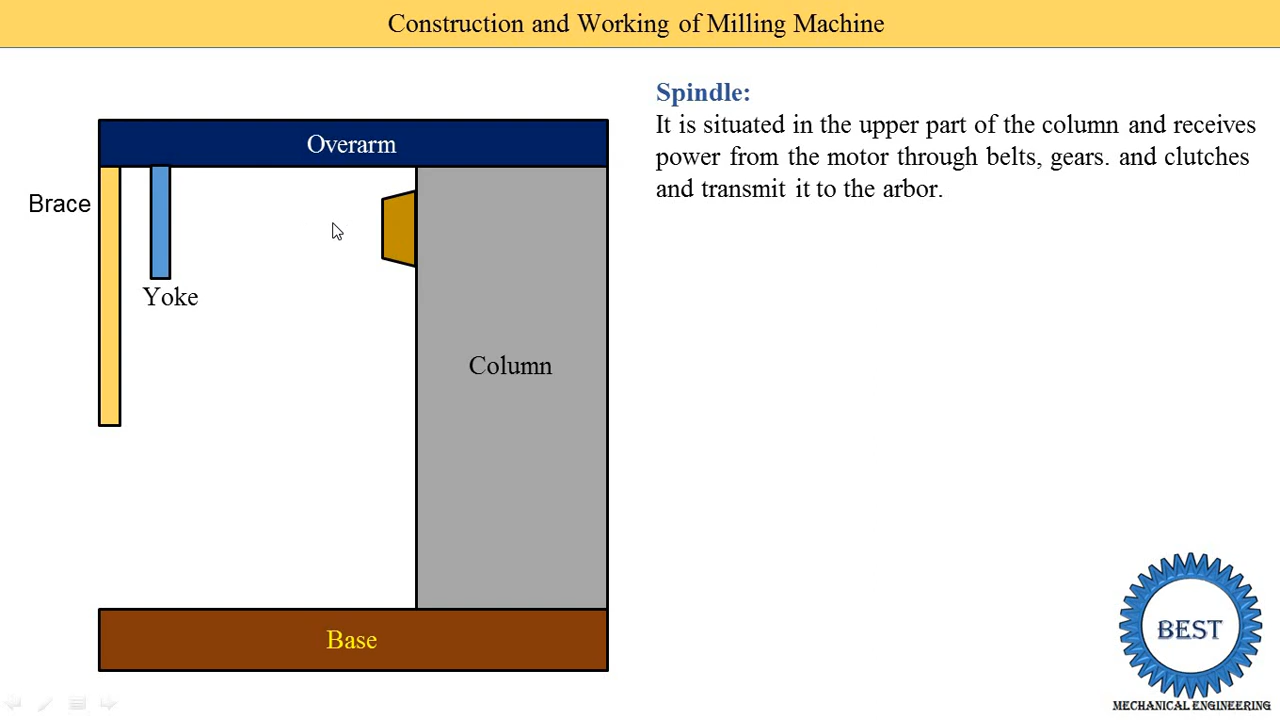 Construction and Working of Milling Machine
Spindle:
It is situated in the upper part of the column and receives
power from the motor through belts, gears. and clutches
and transmit it to the arbor.
Overarm
Brace
Yoke
Column
Base
BEST
MECHANICAL ENGINEERING